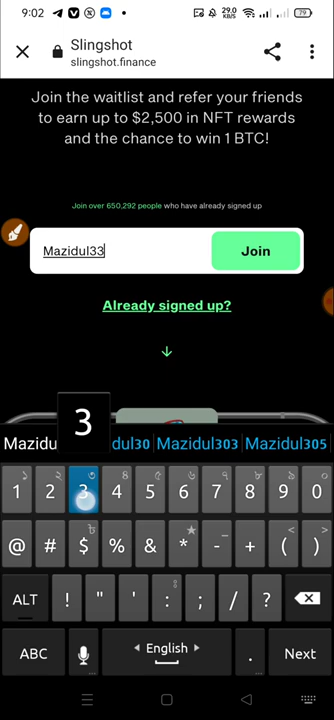 9:02
29.0
KB/S
79
Slingshot
slingshot.finance
Join the waitlist and refer your friends
to earn up to $2,500 in NFT rewards
and the chance to win 1 BTC!
Join over 650,292 people who have already signed up
Mazidul33
Join
Already signed up?
3
Mazidu
dul30
Mazidul303
Mazidul305
1 2 3 4 5 6 7 8 9 0
@ # $ % & * - + ( )
ALT ! " ' : ; / ?
ABC English . Next